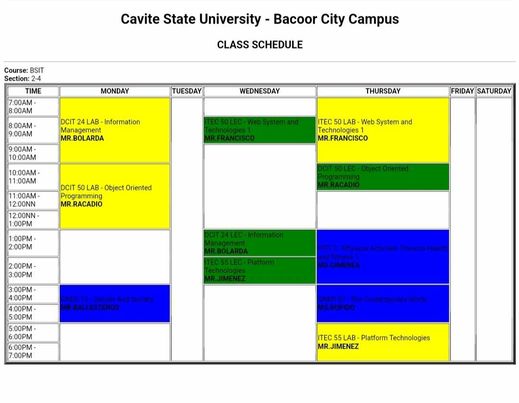 Cavite State University - Bacoor City Campus
CLASS SCHEDULE
Course: BSIT
Section: 2-4
TIME MONDAY TUESDAY WEDNESDAY THURSDAY FRIDAY SATURDAY
7:00AM -
8:00AM
DCIT 24 LAB - Information
Management
MR.BOLARDA
ITEC 50 LAB - Web System and
Technologies 1
MR.FRANCISCO
8:00AM -
9:00AM
ITEC 50 LEC - Web System and
Technologies 1
MR.FRANCISCO
9:00AM -
10:00AM
10:00AM -
11:00AM
DCIT 50 LAB - Object Oriented
Programming
MR.RACADIO
DCIT 50 LEC - Object Oriented
Programming
MR.RACADIO
11:00AM -
12:00NN
12:00NN -
1:00PM
1:00PM -
2:00PM
DCIT 24 LEC - Information
Management
MR.BOLARDA
2:00PM -
3:00PM
ITEC 55 LEC - Platform
Technologies
MR.JIMENEZ
3:00PM -
4:00PM
4:00PM -
5:00PM
5:00PM -
6:00PM
ITEC 55 LAB - Platform Technologies
MR.JIMENEZ
6:00PM -
7:00PM